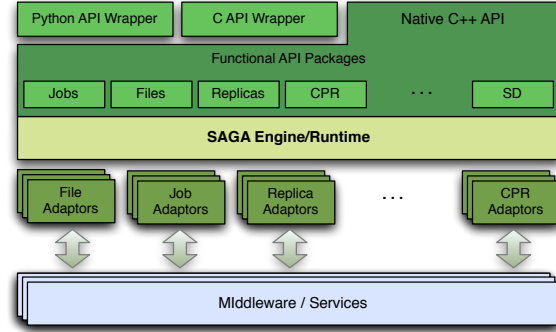 Python API Wrapper
C API Wrapper
Native C++ API
Functional API Packages
Jobs
Files
Replicas
CPR
. . .
SD
SAGA Engine/Runtime
File
Adaptors
Job
Adaptors
Replica
Adaptors
. . .
CPR
Adaptors
MIddleware / Services